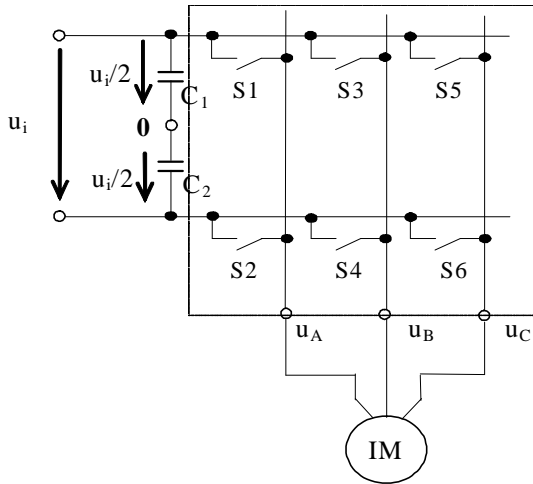 u_i/2
C_1
S1 S3 S5
u_i
0
u_i/2
C_2
S2 S4 S6
u_A u_B u_C
IM